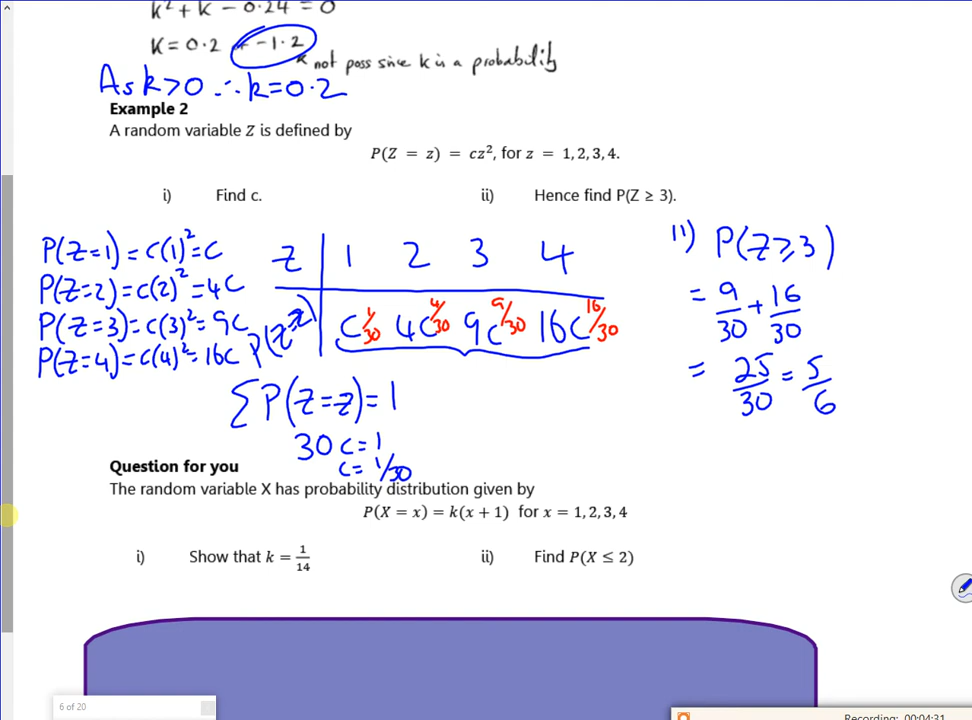 k² + k - 0·24 = 0
K = 0·2 -1·2
not poss since k is a probability
As k>0 ∴ k=0·2
Example 2
A random variable Z is defined by
P(Z = z) = cz², for z = 1, 2, 3, 4.
i) Find c. ii) Hence find P(Z ≥ 3).
P(Z=1) = c(1)² = c
P(Z=2) = c(2)² = 4c
P(Z=3) = c(3)² = 9c
P(Z=4) = c(4)² = 16c
z 1 2 3 4
P(Z=z) c 1/30 4c 4/30 9c 9/30 16c 16/30
∑P(Z=z) = 1
30c = 1
c = 1/30
ii) P(Z≥3)
= 9/30 + 16/30
= 25/30 = 5/6
Question for you
The random variable X has probability distribution given by
P(X = x) = k(x + 1) for x = 1, 2, 3, 4
i) Show that k = 1/14 ii) Find P(X ≤ 2)
6 of 20
Recording: 00:04:31